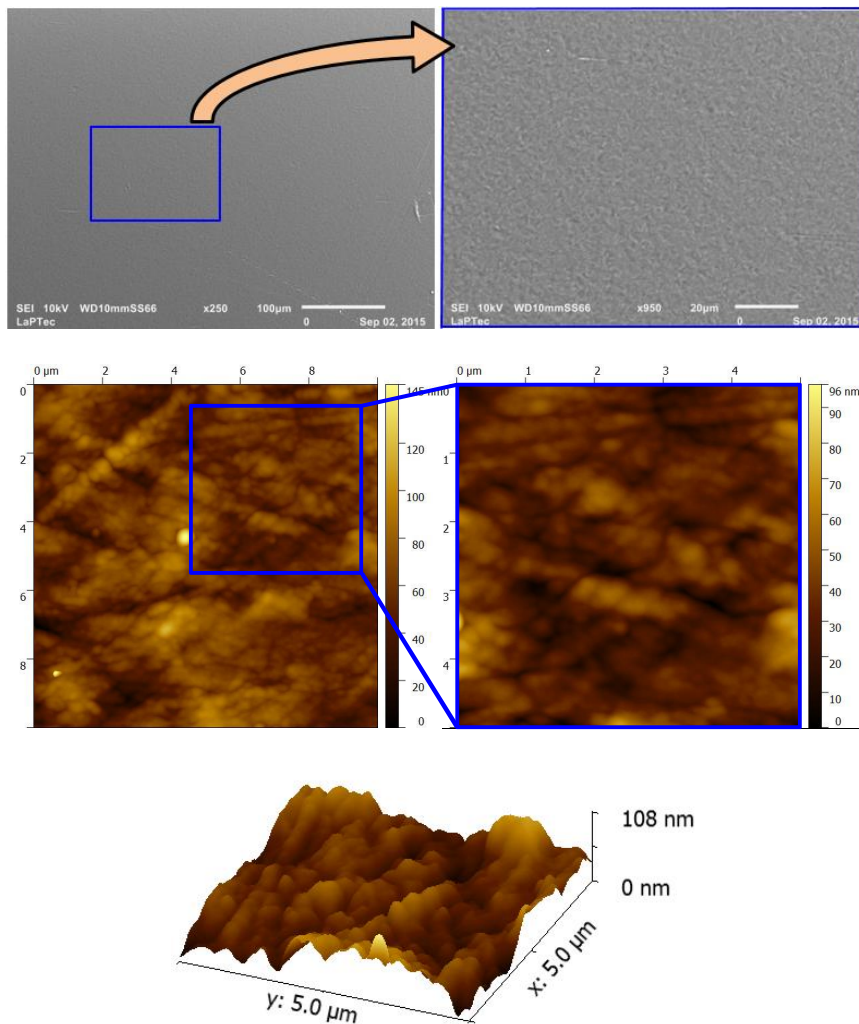 SEI 10kV WD10mmSS66 x250 100µm
LaPTec 0 Sep 02, 2015
SEI 10kV WD10mmSS66 x950 20µm
LaPTec 0 Sep 02, 2015
0 µm 2 4 6 8
0
2
4
6
8
145 nm
120
100
80
60
40
20
0
0 µm 1 2 3 4
0
1
2
3
4
96 nm
90
80
70
60
50
40
30
20
10
0
108 nm
0 nm
x: 5.0 µm
y: 5.0 µm